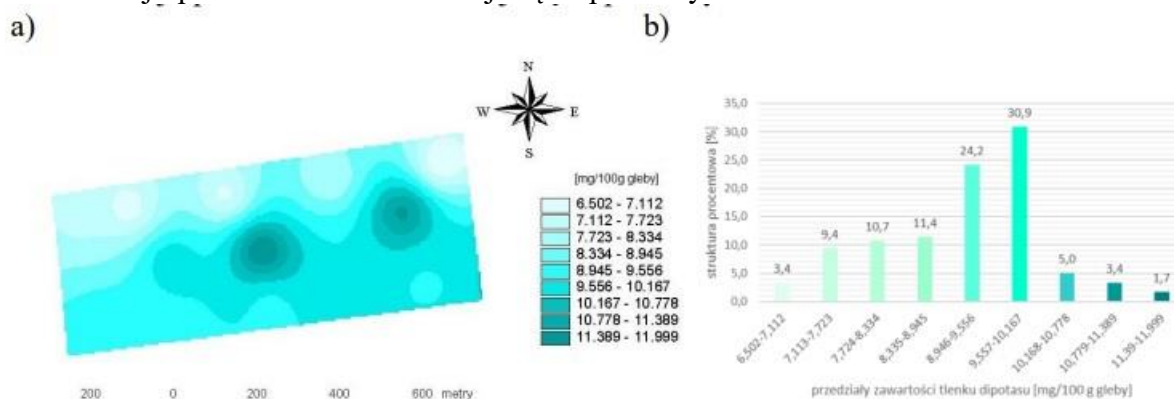 a)
N
W E
S
[mg/100g gleby]
6.502 - 7.112
7.112 - 7.723
7.723 - 8.334
8.334 - 8.945
8.945 - 9.556
9.556 - 10.167
10.167 - 10.778
10.778 - 11.389
11.389 - 11.999
200 0 200 400 600 metry
b)
struktura procentowa [%]
35,0
30,0
25,0
20,0
15,0
10,0
5,0
0,0
3,4
9,4
10,7
11,4
24,2
30,9
5,0
3,4
1,7
6,502-7,112
7,113-7,723
7,724-8,334
8,335-8,945
8,946-9,556
9,557-10,167
10,168-10,778
10,779-11,389
11,39-11,999
przedziały zawartości tlenku dipotasu [mg/100 g gleby]